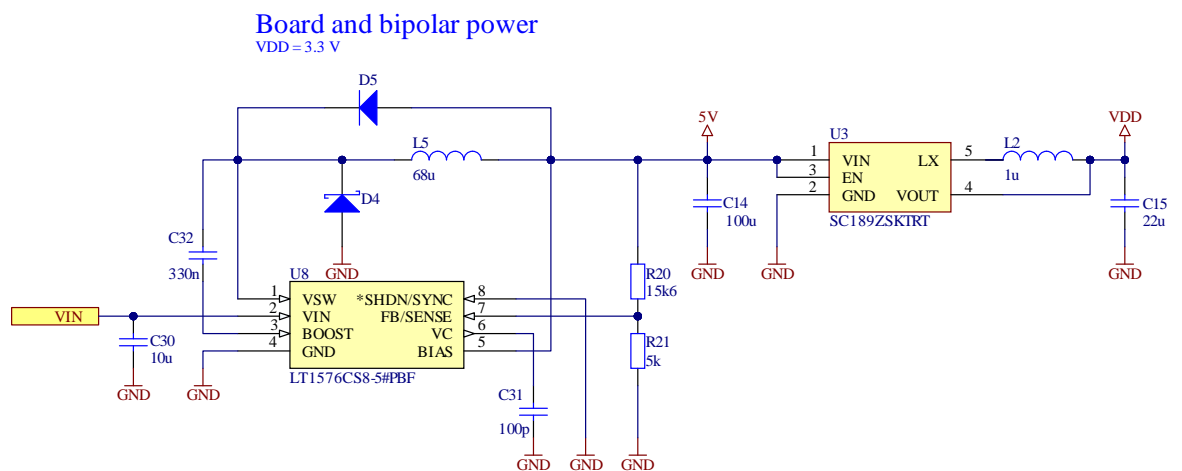 Board and bipolar power
VDD = 3.3 V
D5
5V
VDD
U3
L5
68u
1 VIN LX 5
L2
1u
3 EN
2 GND VOUT 4
SC189ZSKTRT
D4
C14
100u
C15
22u
C32
330n
GND
GND
GND
GND
U8
R20
15k6
1 VSW *SHDN/SYNC 8
VIN
2 VIN FB/SENSE 7
3 BOOST VC 6
4 GND BIAS 5
C30
10u
R21
5k
LT1576CS8-5#PBF
GND
GND
C31
100p
GND
GND
GND